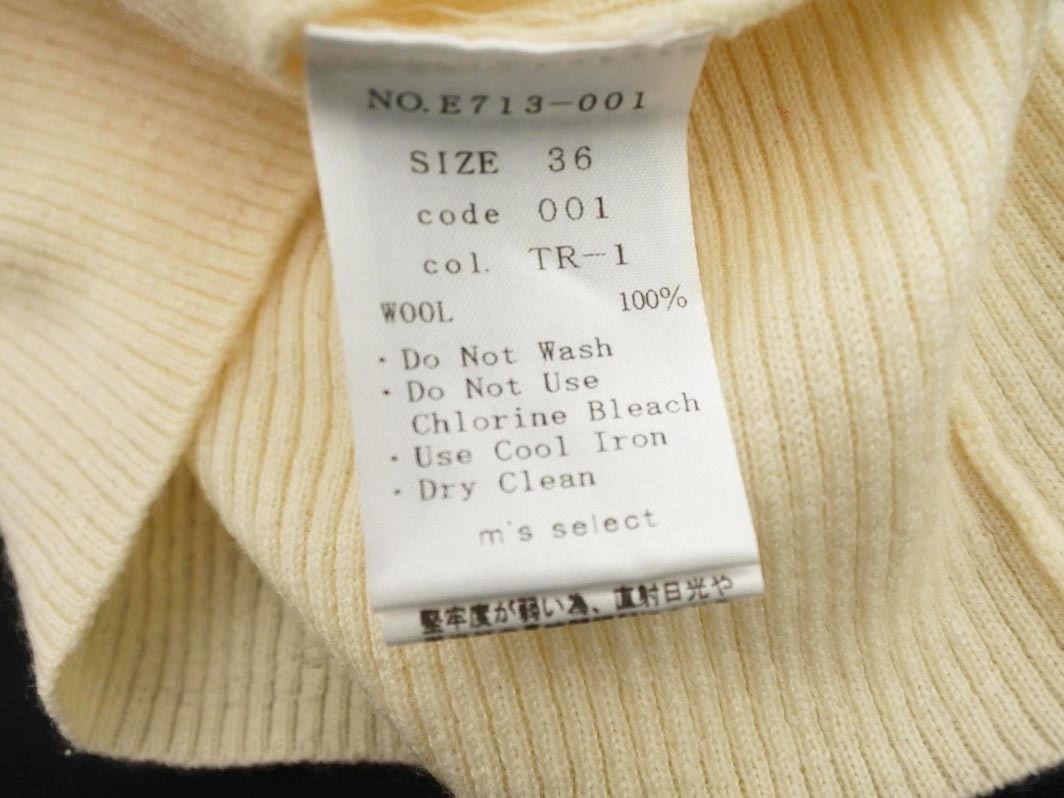 NO.E713-001
SIZE 36
code 001
col. TR-1
WOOL 100%
・Do Not Wash
・Do Not Use
Chlorine Bleach
・Use Cool Iron
・Dry Clean
m's select
堅牢度が弱い為、直射日光や